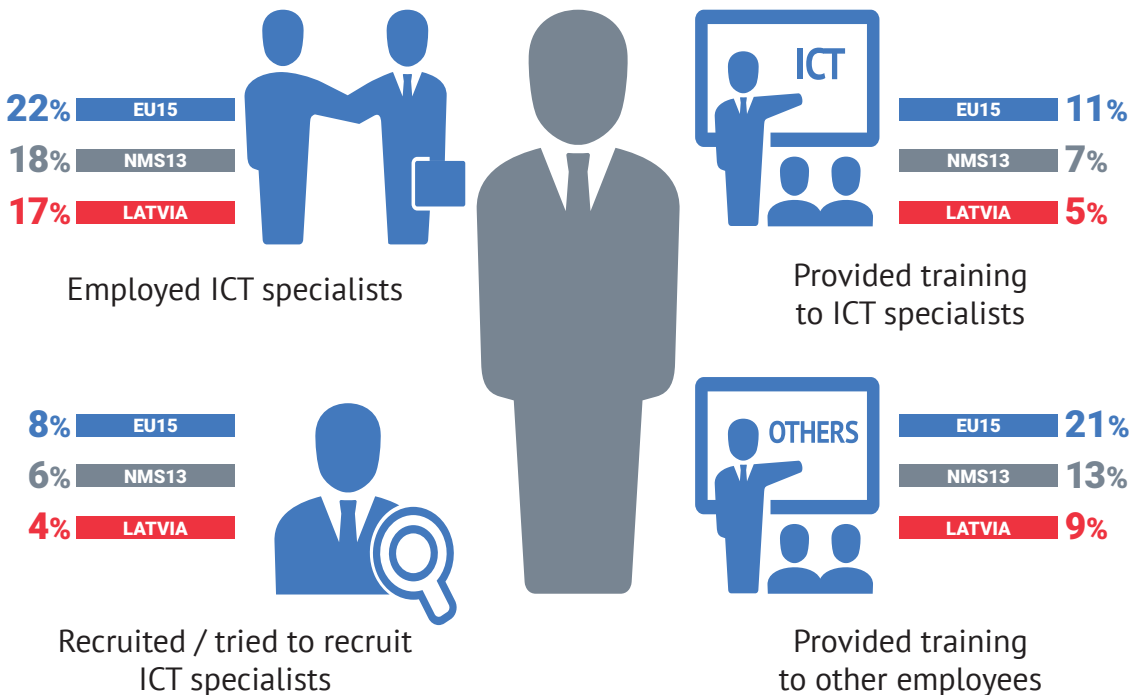 22% EU15
18% NMS13
17% LATVIA
Employed ICT specialists
ICT
EU15 11%
NMS13 7%
LATVIA 5%
Provided training
to ICT specialists
8% EU15
6% NMS13
4% LATVIA
Recruited / tried to recruit
ICT specialists
OTHERS
EU15 21%
NMS13 13%
LATVIA 9%
Provided training
to other employees